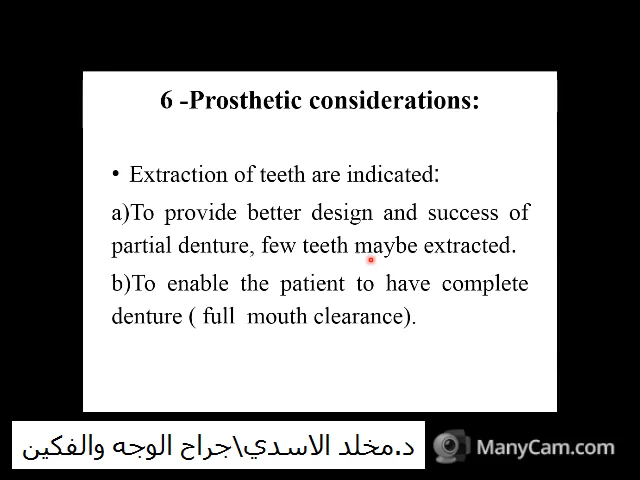 6 -Prosthetic considerations:
• Extraction of teeth are indicated:
a)To provide better design and success of
partial denture, few teeth maybe extracted.
b)To enable the patient to have complete
denture ( full mouth clearance).
د.مخلد الاسدي\جراح الوجه والفكين
ManyCam.com